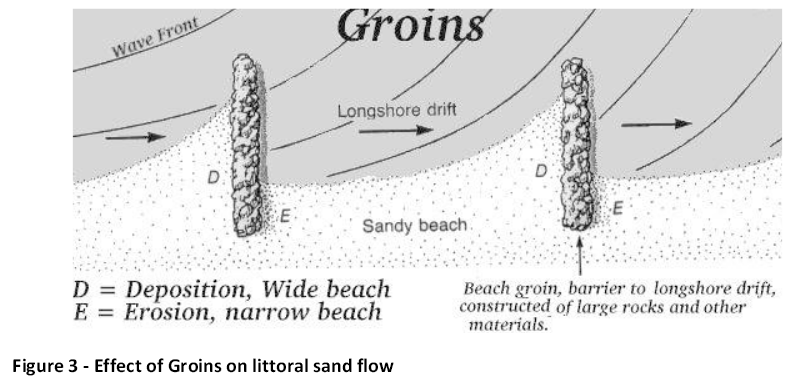 Groins
Wave Front
Longshore drift
D
D
E
E
Sandy beach
D = Deposition, Wide beach
E = Erosion, narrow beach
Beach groin, barrier to longshore drift,
constructed of large rocks and other
materials.
Figure 3 - Effect of Groins on littoral sand flow